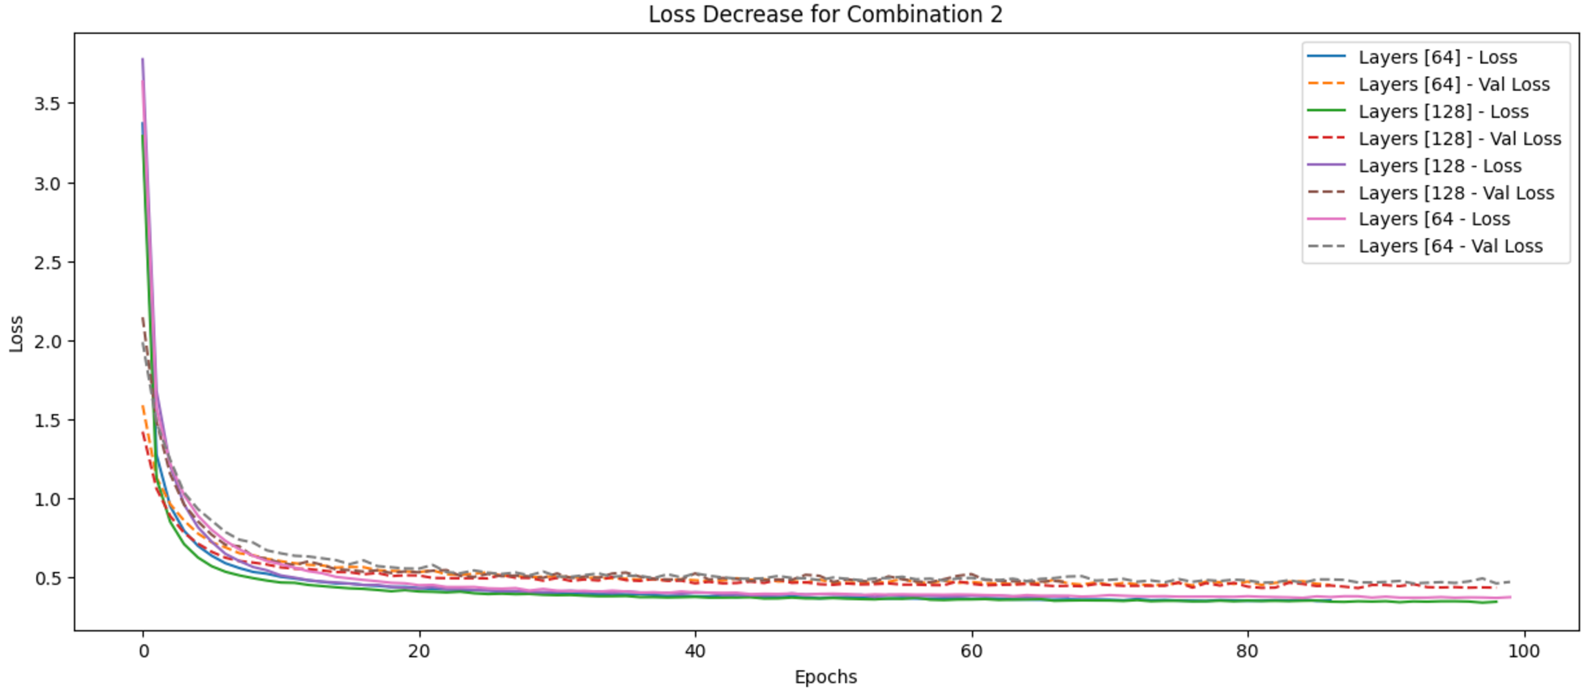 Loss Decrease for Combination 2
Layers [64] - Loss
Layers [64] - Val Loss
Layers [128] - Loss
Layers [128] - Val Loss
Layers [128 - Loss
Layers [128 - Val Loss
Layers [64 - Loss
Layers [64 - Val Loss
Loss
3.5
3.0
2.5
2.0
1.5
1.0
0.5
0 20 40 60 80 100
Epochs